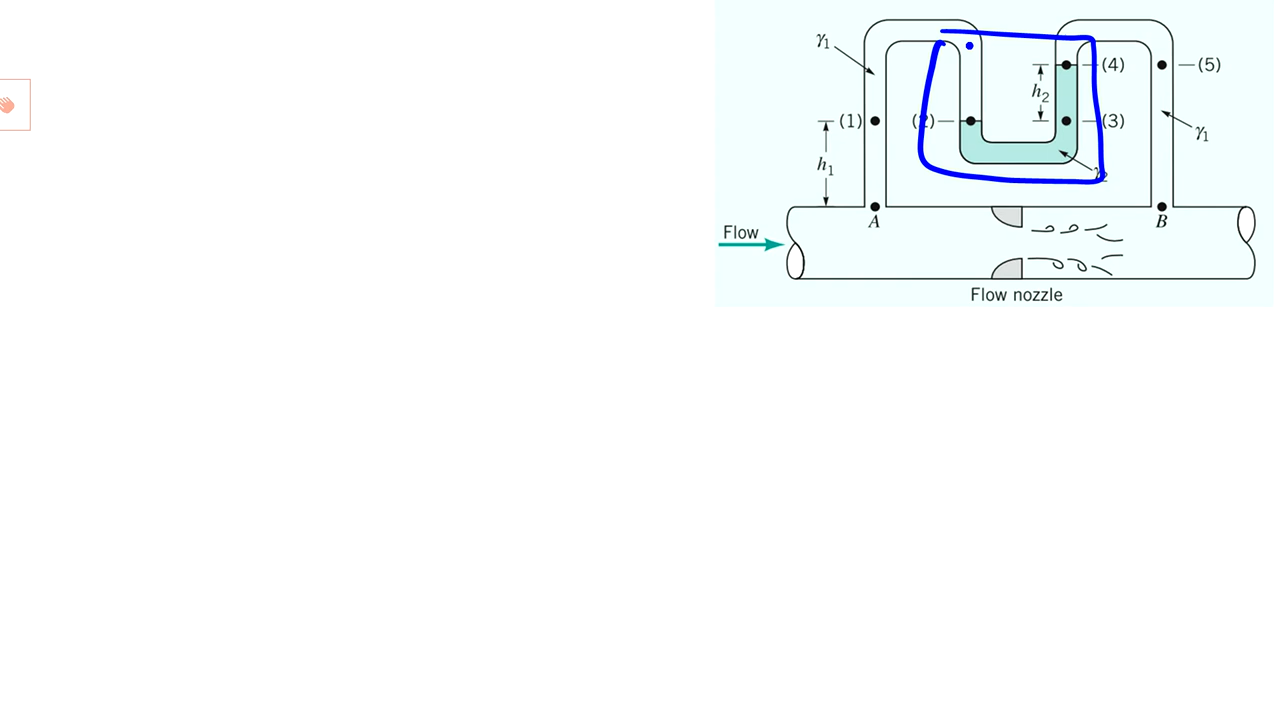 γ₁
(4)
(5)
h₂
(1)
(2)
(3)
γ₁
h₁
γ₂
A
B
Flow
Flow nozzle